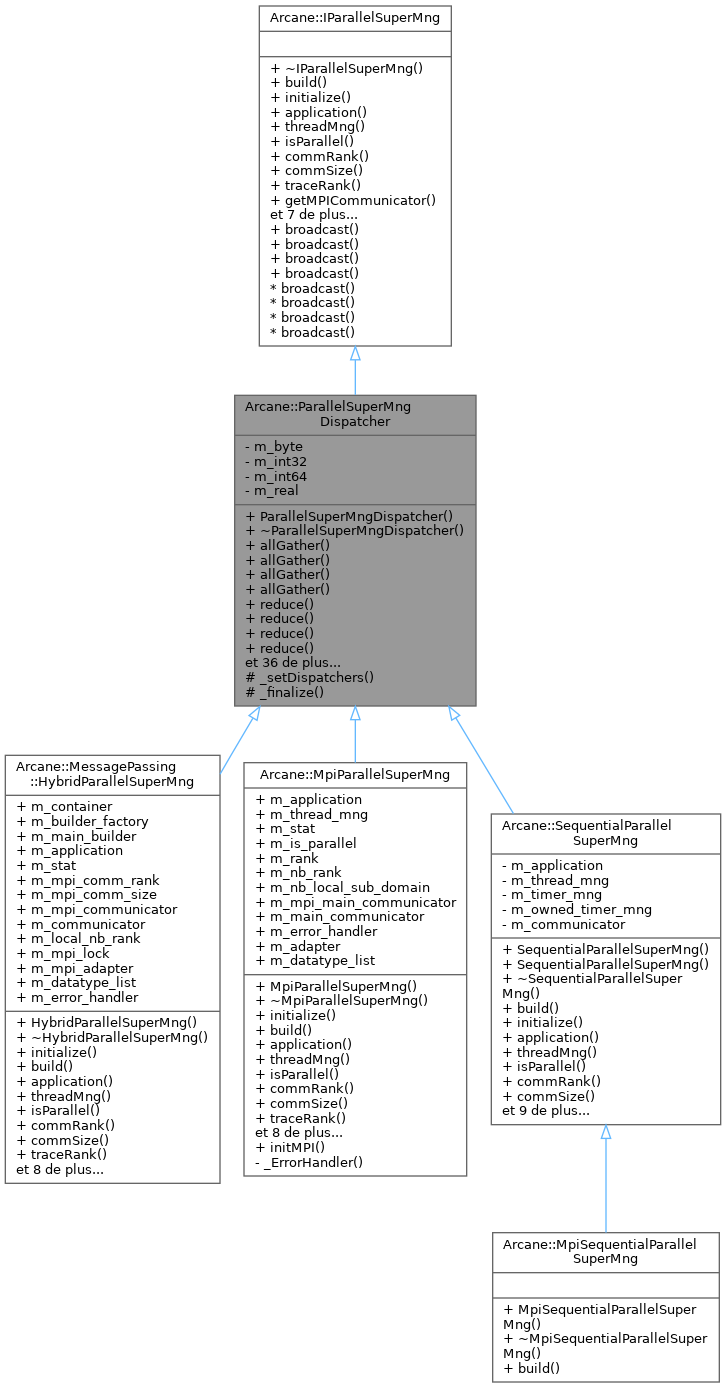 Arcane::IParallelSuperMng
+ ~IParallelSuperMng()
+ build()
+ initialize()
+ application()
+ threadMng()
+ isParallel()
+ commRank()
+ commSize()
+ traceRank()
+ getMPICommunicator()
et 7 de plus...
+ broadcast()
+ broadcast()
+ broadcast()
+ broadcast()
* broadcast()
* broadcast()
* broadcast()
* broadcast()
Arcane::ParallelSuperMng
Dispatcher
- m_byte
- m_int32
- m_int64
- m_real
+ ParallelSuperMngDispatcher()
+ ~ParallelSuperMngDispatcher()
+ allGather()
+ allGather()
+ allGather()
+ allGather()
+ reduce()
+ reduce()
+ reduce()
+ reduce()
et 36 de plus...
# _setDispatchers()
# _finalize()
Arcane::MessagePassing
::HybridParallelSuperMng
+ m_container
+ m_builder_factory
+ m_main_builder
+ m_application
+ m_stat
+ m_mpi_comm_rank
+ m_mpi_comm_size
+ m_mpi_communicator
+ m_communicator
+ m_local_nb_rank
+ m_mpi_lock
+ m_mpi_adapter
+ m_datatype_list
+ m_error_handler
+ HybridParallelSuperMng()
+ ~HybridParallelSuperMng()
+ initialize()
+ build()
+ application()
+ threadMng()
+ isParallel()
+ commRank()
+ commSize()
+ traceRank()
et 8 de plus...
Arcane::MpiParallelSuperMng
+ m_application
+ m_thread_mng
+ m_stat
+ m_is_parallel
+ m_rank
+ m_nb_rank
+ m_nb_local_sub_domain
+ m_mpi_main_communicator
+ m_main_communicator
+ m_error_handler
+ m_adapter
+ m_datatype_list
+ MpiParallelSuperMng()
+ ~MpiParallelSuperMng()
+ initialize()
+ build()
+ application()
+ threadMng()
+ isParallel()
+ commRank()
+ commSize()
+ traceRank()
et 8 de plus...
+ initMPI()
- _ErrorHandler()
Arcane::SequentialParallel
SuperMng
- m_application
- m_thread_mng
- m_timer_mng
- m_owned_timer_mng
- m_communicator
+ SequentialParallelSuperMng()
+ SequentialParallelSuperMng()
+ ~SequentialParallelSuper
Mng()
+ build()
+ initialize()
+ application()
+ threadMng()
+ isParallel()
+ commRank()
+ commSize()
et 9 de plus...
Arcane::MpiSequentialParallel
SuperMng
+ MpiSequentialParallelSuper
Mng()
+ ~MpiSequentialParallelSuper
Mng()
+ build()